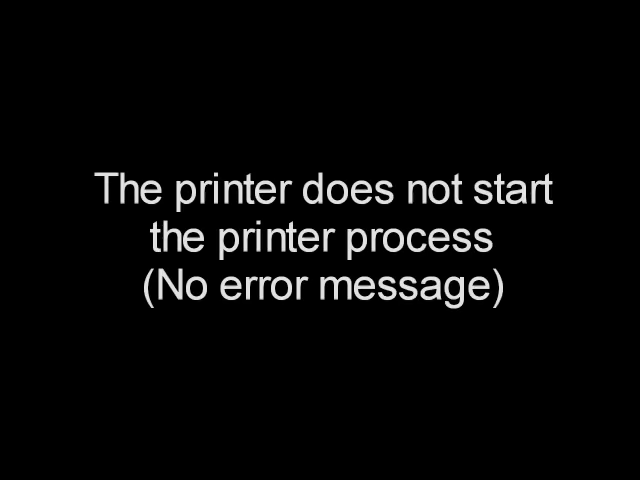 The printer does not start
the printer process
(No error message)